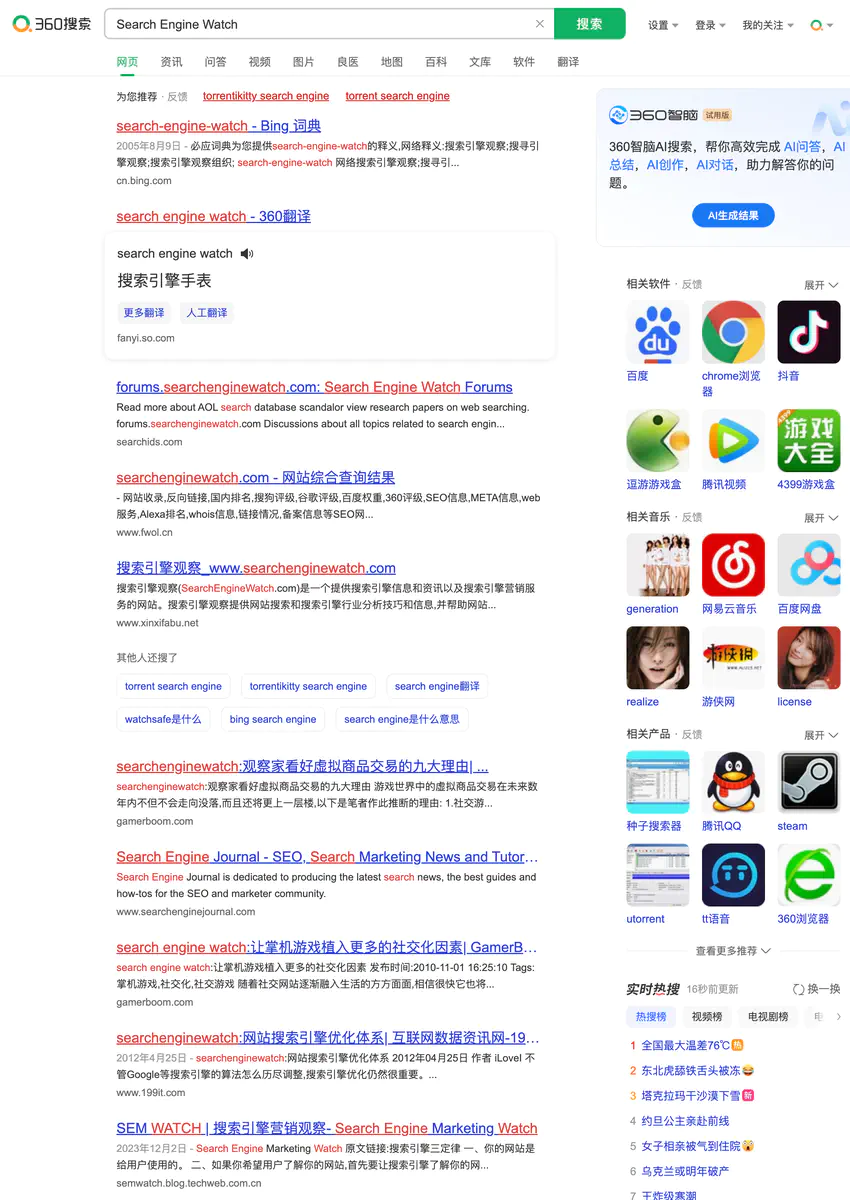 360搜索
Search Engine Watch
搜索
设置
登录
我的关注
网页 资讯 问答 视频 图片 良医 地图 百科 文库 软件 翻译
为您推荐 · 反馈 torrentikitty search engine torrent search engine
search-engine-watch - Bing 词典
2005年8月9日 - 必应词典为您提供search-engine-watch的释义,网络释义:搜索引擎观察;搜寻引
擎观察;搜索引擎观察组织; search-engine-watch 网络搜索引擎观察;搜寻引...
cn.bing.com
search engine watch - 360翻译
search engine watch
搜索引擎手表
更多翻译 人工翻译
fanyi.so.com
forums.searchenginewatch.com: Search Engine Watch Forums
Read more about AOL search database scandalor view research papers on web searching.
forums.searchenginewatch.com Discussions about all topics related to search engin...
searchids.com
searchenginewatch.com - 网站综合查询结果
- 网站收录,反向链接,国内排名,搜狗评级,谷歌评级,百度权重,360评级,SEO信息,META信息,web
服务,Alexa排名,whois信息,链接情况,备案信息等SEO网...
www.fwol.cn
搜索引擎观察_www.searchenginewatch.com
搜索引擎观察(SearchEngineWatch.com)是一个提供搜索引擎信息和资讯以及搜索引擎营销服
务的网站。搜索引擎观察提供网站搜索和搜索引擎行业分析技巧和信息,并帮助网站...
www.xinxifabu.net
其他人还搜了
torrent search engine torrentikitty search engine search engine翻译
watchsafe是什么 bing search engine search engine是什么意思
searchenginewatch:观察家看好虚拟商品交易的九大理由| ...
searchenginewatch:观察家看好虚拟商品交易的九大理由 游戏世界中的虚拟商品交易在未来数
年内不但不会走向没落,而且还将更上一层楼,以下是笔者作此推断的理由: 1.社交游...
gamerboom.com
Search Engine Journal - SEO, Search Marketing News and Tutor...
Search Engine Journal is dedicated to producing the latest search news, the best guides and
how-tos for the SEO and marketer community.
www.searchenginejournal.com
search engine watch:让掌机游戏植入更多的社交化因素| GamerB...
search engine watch:让掌机游戏植入更多的社交化因素 发布时间:2010-11-01 16:25:10 Tags:
掌机游戏,社交化,社交游戏 随着社交网站逐渐融入生活的方方面面,相信很快它也将...
gamerboom.com
searchenginewatch:网站搜索引擎优化体系| 互联网数据资讯网-19...
2012年4月25日 - searchenginewatch:网站搜索引擎优化体系 2012年04月25日 作者 iLovel 不
管Google等搜索引擎的算法怎么历尽调整,搜索引擎优化仍然很重要。...
www.199it.com
SEM WATCH | 搜索引擎营销观察- Search Engine Marketing Watch
2023年12月2日 - Search Engine Marketing Watch 原文链接:搜索引擎三定律 一、你的网站是
给用户使用的。 二、如果你希望用户了解你的网站,首先要让搜索引擎了解你的网...
semwatch.blog.techweb.com.cn
360智脑 试用版
360智脑AI搜索，帮你高效完成 AI问答，AI
总结，AI创作，AI对话，助力解答你的问
题。
AI生成结果
相关软件 · 反馈 展开
du
百度 chrome浏览器 抖音
4399
游戏大全
逗游游戏盒 腾讯视频 4399游戏盒
相关音乐 · 反馈 展开
generation 网易云音乐 百度网盘
游侠网
realize 游侠网 license
相关产品 · 反馈 展开
种子搜索器 腾讯QQ steam
utorrent tt语音 360浏览器
查看更多推荐
实时热搜 16秒前更新 换一换
热搜榜 视频榜 电视剧榜
1 全国最大温差76℃ 热
2 东北虎舔铁舌头被冻
3 塔克拉玛干沙漠下雪 新
4 约旦公主亲赴前线
5 女子相亲被气到住院
6 乌克兰或明年破产
7 王炸级寒潮